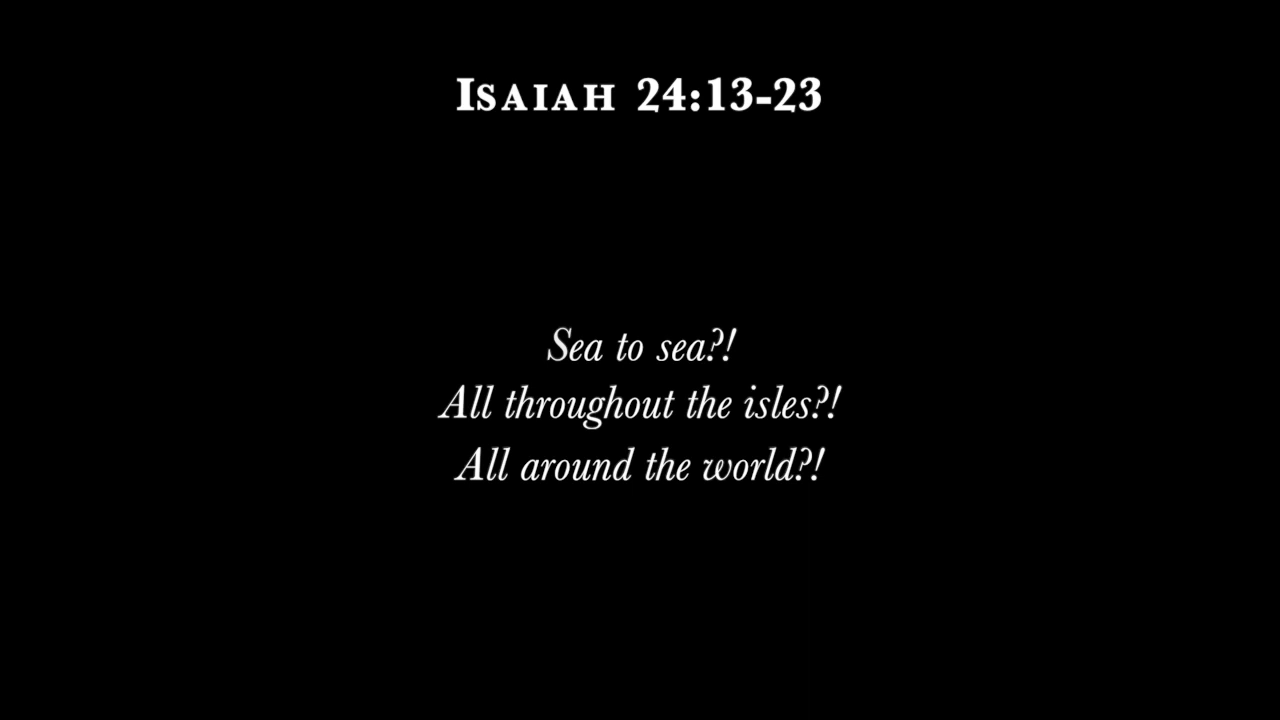 Isaiah 24:13-23
Sea to sea?!
All throughout the isles?!
All around the world?!